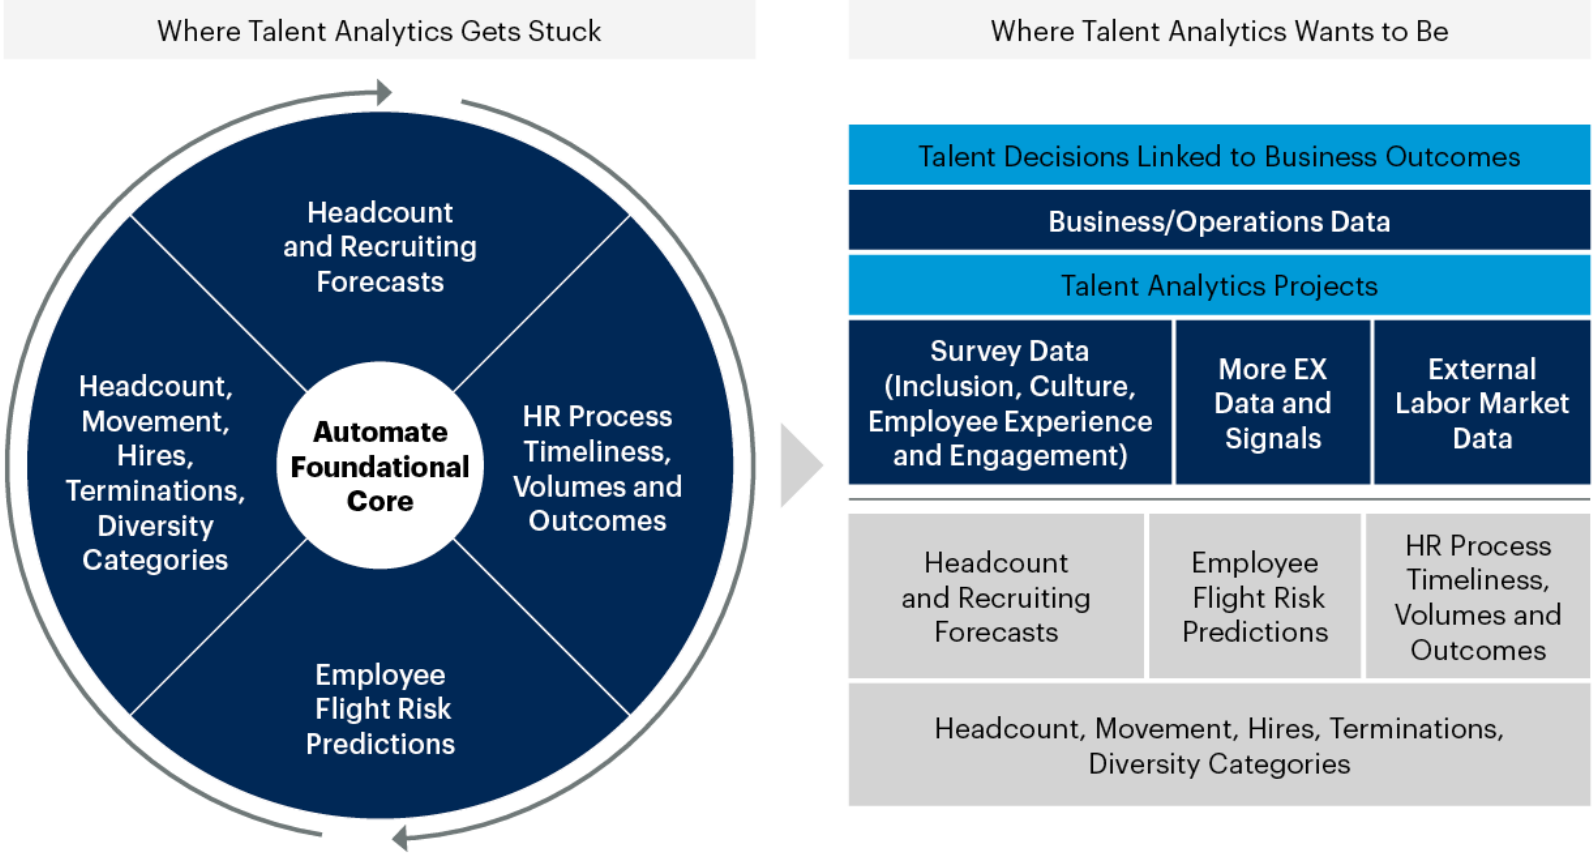 Where Talent Analytics Gets Stuck
Headcount
and Recruiting
Forecasts
Headcount,
Movement,
Hires,
Terminations,
Diversity
Categories
Automate
Foundational
Core
HR Process
Timeliness,
Volumes and
Outcomes
Employee
Flight Risk
Predictions
Where Talent Analytics Wants to Be
Talent Decisions Linked to Business Outcomes
Business/Operations Data
Talent Analytics Projects
Survey Data
(Inclusion, Culture,
Employee Experience
and Engagement)
More EX
Data and
Signals
External
Labor Market
Data
Headcount
and Recruiting
Forecasts
Employee
Flight Risk
Predictions
HR Process
Timeliness,
Volumes and
Outcomes
Headcount, Movement, Hires, Terminations,
Diversity Categories